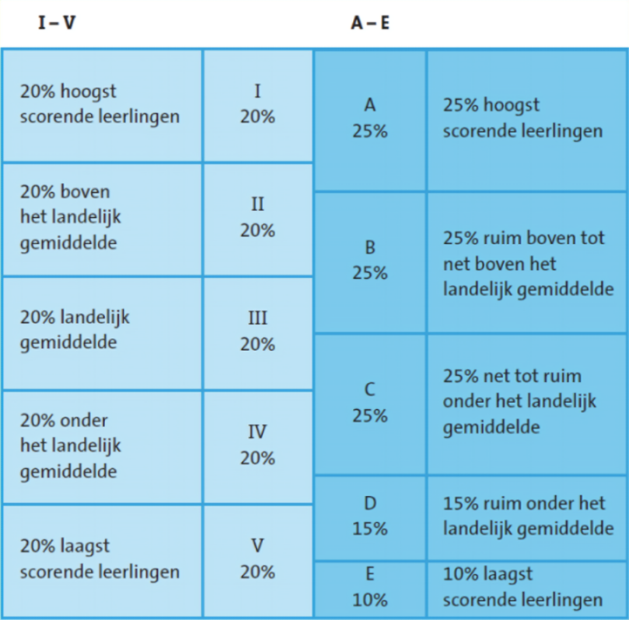 I – V
A – E
20% hoogst
scorende leerlingen
I
20%
20% boven
het landelijk
gemiddelde
II
20%
20% landelijk
gemiddelde
III
20%
20% onder
het landelijk
gemiddelde
IV
20%
20% laagst
scorende leerlingen
V
20%
A
25%
25% hoogst
scorende leerlingen
B
25%
25% ruim boven tot
net boven het
landelijk gemiddelde
C
25%
25% net tot ruim
onder het landelijk
gemiddelde
D
15%
15% ruim onder het
landelijk gemiddelde
E
10%
10% laagst
scorende leerlingen